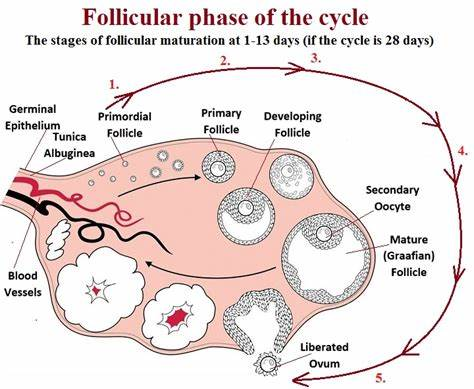 Follicular phase of the cycle
The stages of follicular maturation at 1-13 days (if the cycle is 28 days)
1.
2.
3.
Germinal
Epithelium
Tunica
Albuginea
Primordial
Follicle
Primary
Follicle
Developing
Follicle
4.
Secondary
Oocyte
Mature
(Graafian)
Follicle
Blood
Vessels
Liberated
Ovum
5.